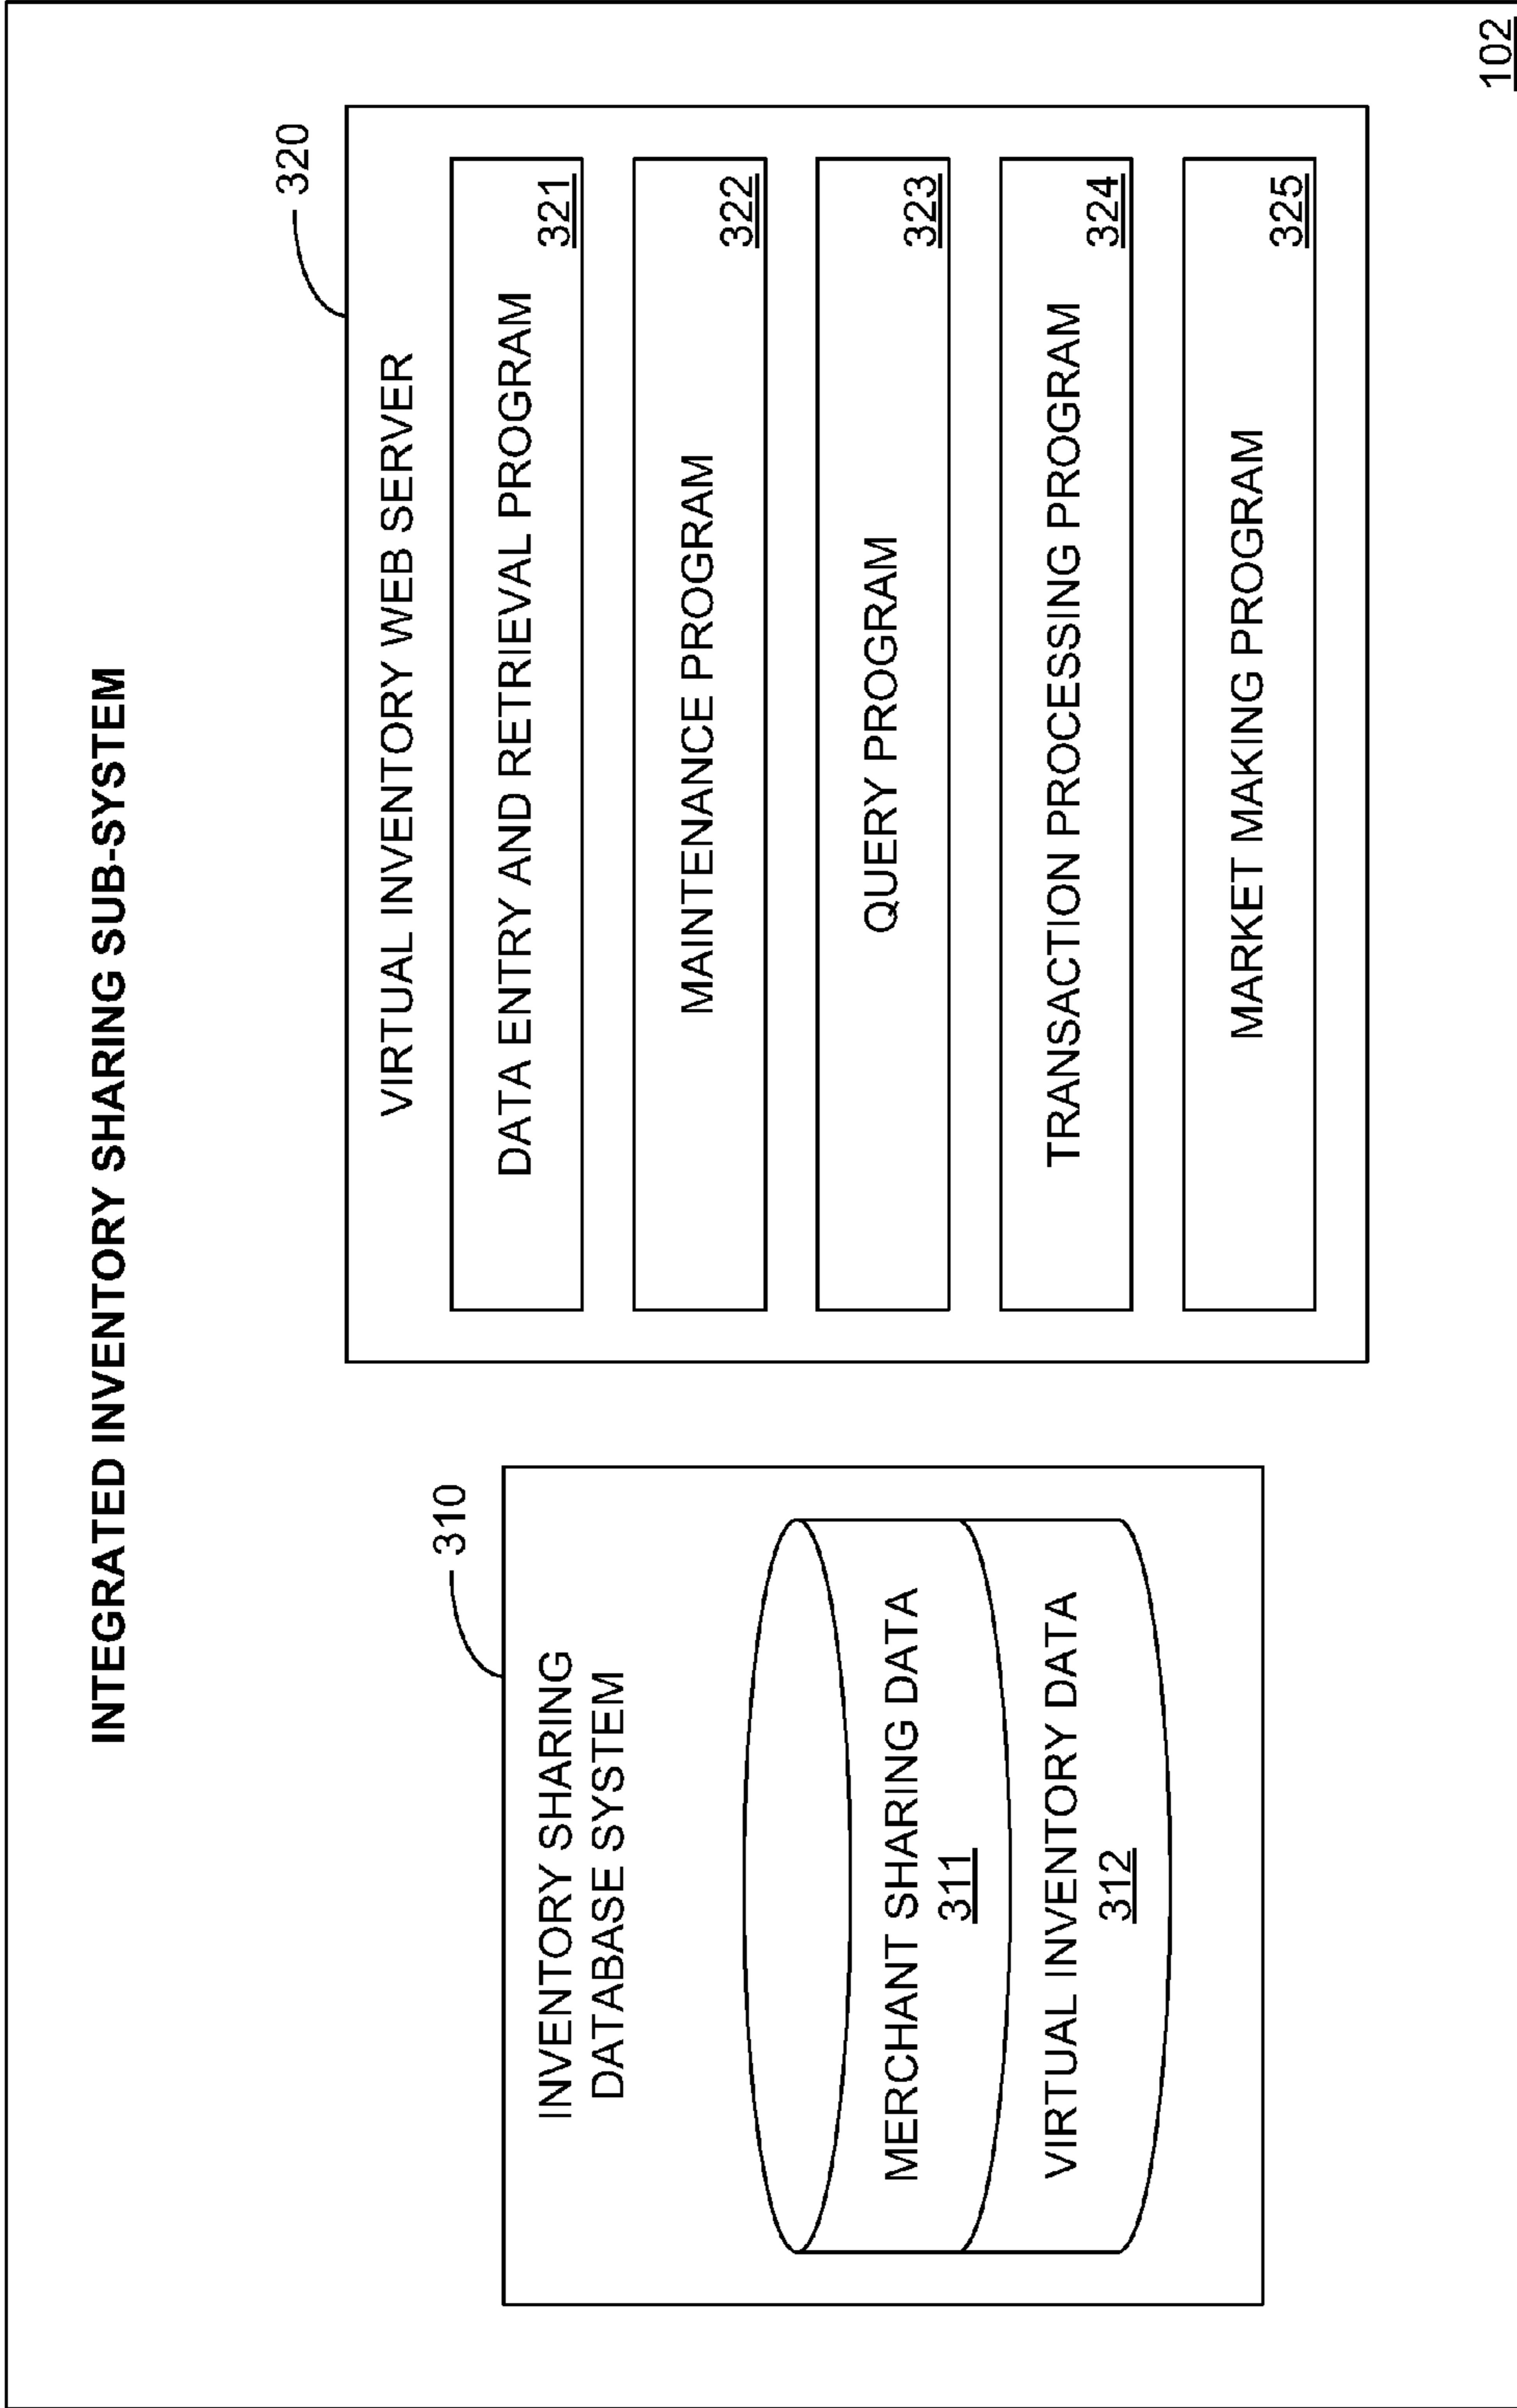 INTEGRATED INVENTORY SHARING SUB-SYSTEM
310
INVENTORY SHARING
DATABASE SYSTEM
MERCHANT SHARING DATA
311
VIRTUAL INVENTORY DATA
312
320
VIRTUAL INVENTORY WEB SERVER
DATA ENTRY AND RETRIEVAL PROGRAM
321
MAINTENANCE PROGRAM
322
QUERY PROGRAM
323
TRANSACTION PROCESSING PROGRAM
324
MARKET MAKING PROGRAM
325
102